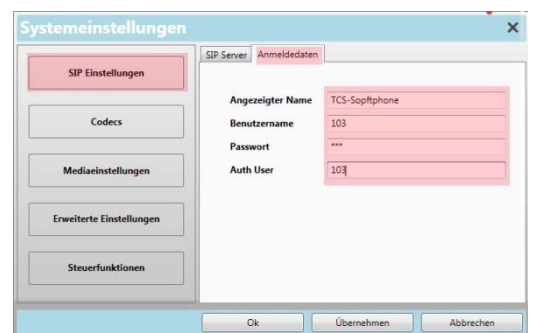 Systemeinstellungen
SIP Einstellungen
Codecs
Mediaeinstellungen
Erweiterte Einstellungen
Steuerfunktionen
SIP Server
Anmeldedaten
Angezeigter Name
TCS-Sopftphone
Benutzername
103
Passwort
***
Auth User
103
Ok
Übernehmen
Abbrechen